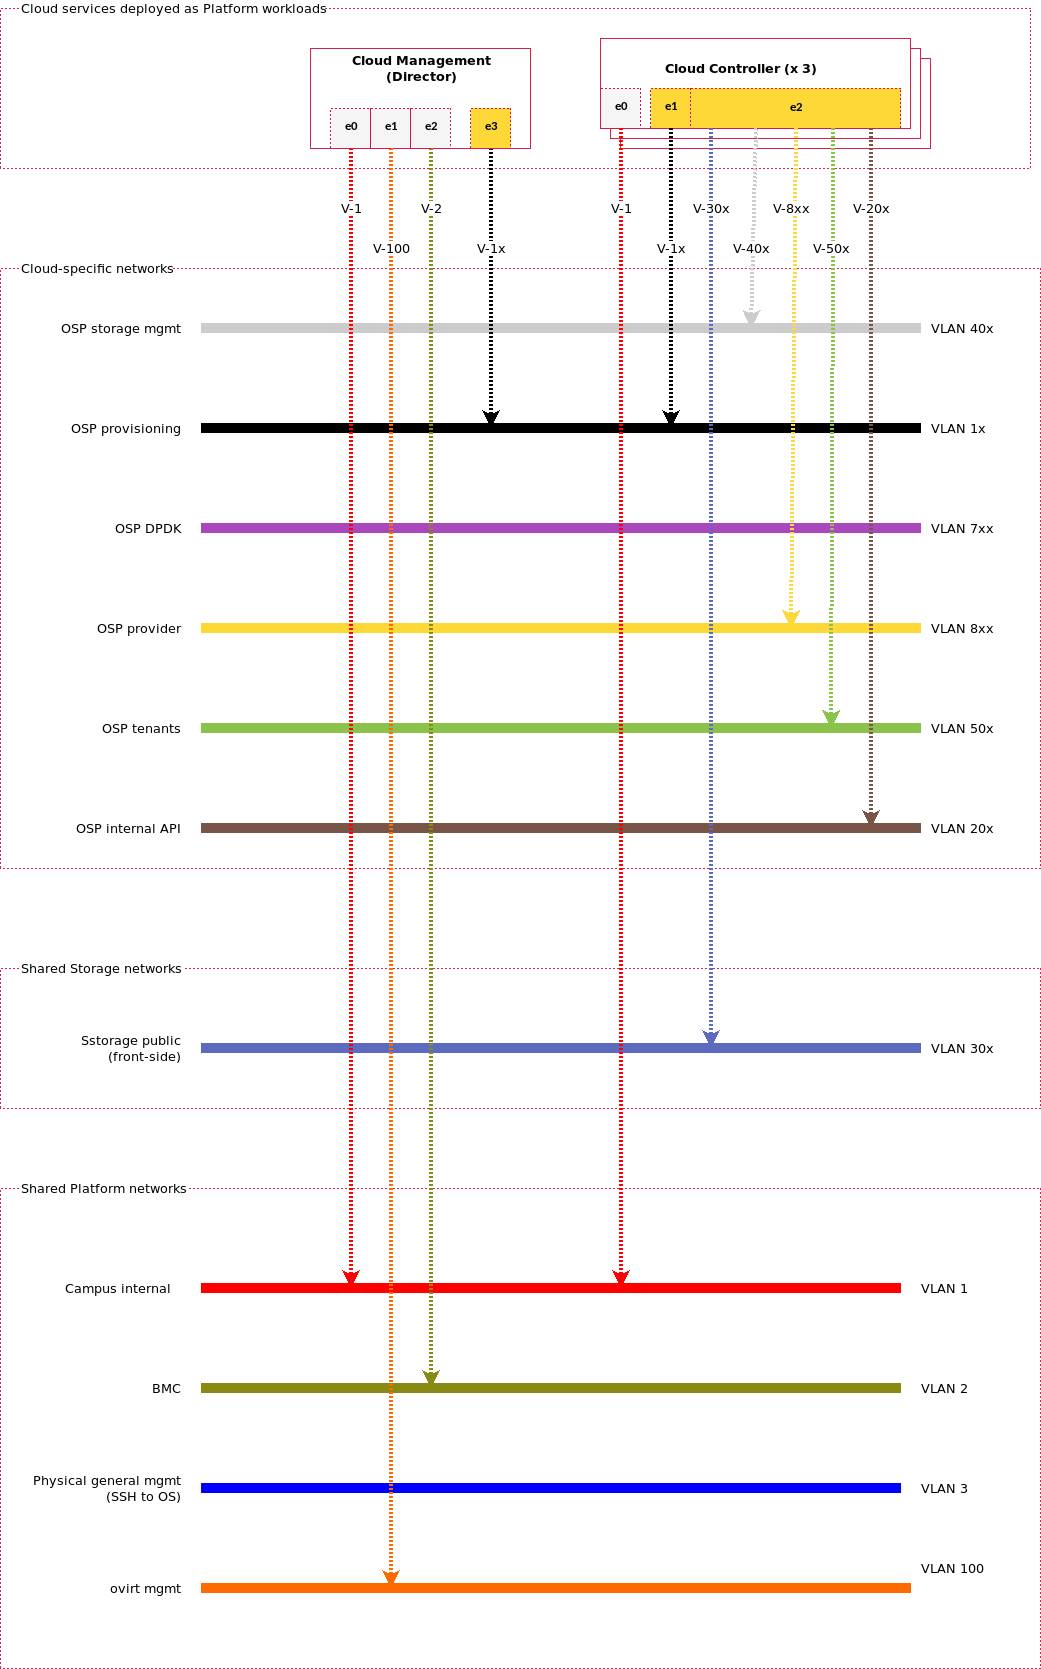 Cloud services deployed as Platform workloads
Cloud Management
(Director)
Cloud Controller (x 3)
e0 e1 e2 e3
e0 e1 e2
V-1 V-2 V-1 V-30x V-8xx V-20x
V-100 V-1x V-1x V-40x V-50x
Cloud-specific networks
OSP storage mgmt VLAN 40x
OSP provisioning VLAN 1x
OSP DPDK VLAN 7xx
OSP provider VLAN 8xx
OSP tenants VLAN 50x
OSP internal API VLAN 20x
Shared Storage networks
Sstorage public
(front-side) VLAN 30x
Shared Platform networks
Campus internal VLAN 1
BMC VLAN 2
Physical general mgmt
(SSH to OS) VLAN 3
VLAN 100
ovirt mgmt